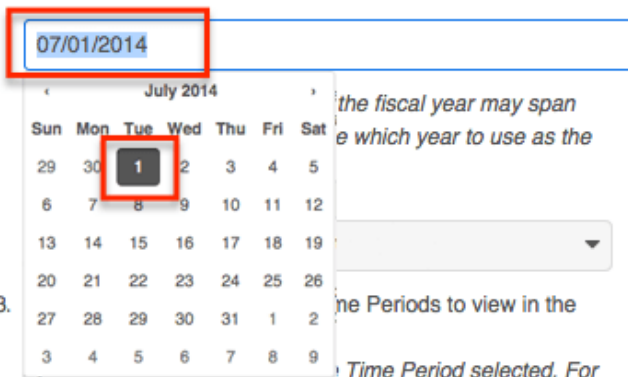 07/01/2014
‹ July 2014 ›
the fiscal year may span
Sun Mon Tue Wed Thu Fri Sat
e which year to use as the
29 30 1 2 3 4 5
6 7 8 9 10 11 12
13 14 15 16 17 18 19
20 21 22 23 24 25 26
3.
me Periods to view in the
27 28 29 30 31 1 2
3 4 5 6 7 8 9
Time Period selected. For